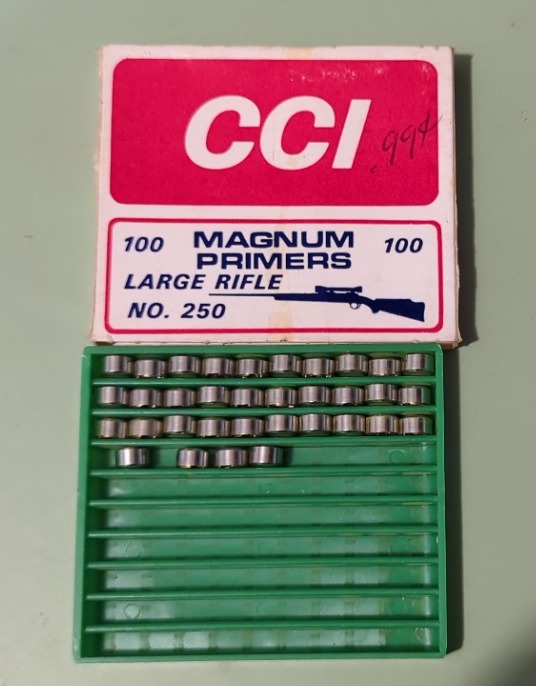 CCI
.99¢
100 MAGNUM 100
PRIMERS
LARGE RIFLE
NO. 250